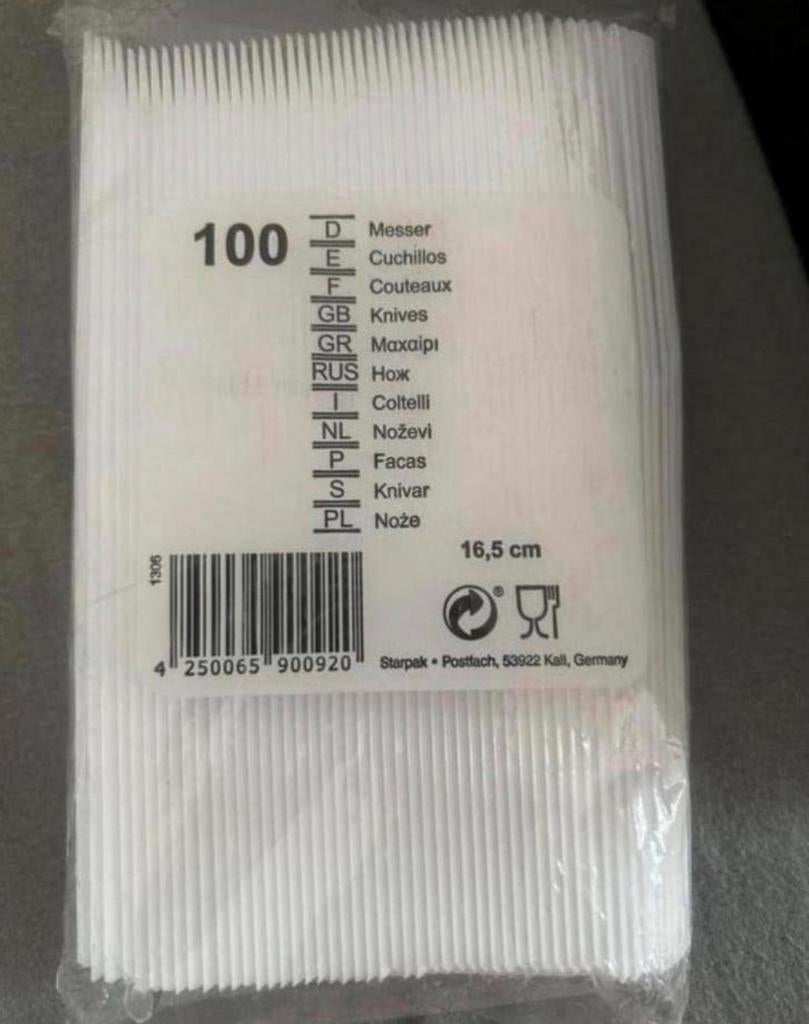 100
D Messer
E Cuchillos
F Couteaux
GB Knives
GR Μαχαίρι
RUS Нож
I Coltelli
NL Noževi
P Facas
S Knivar
PL Noże
16,5 cm
1306
4 250065 900920
®
Starpak • Postfach, 53922 Kall, Germany